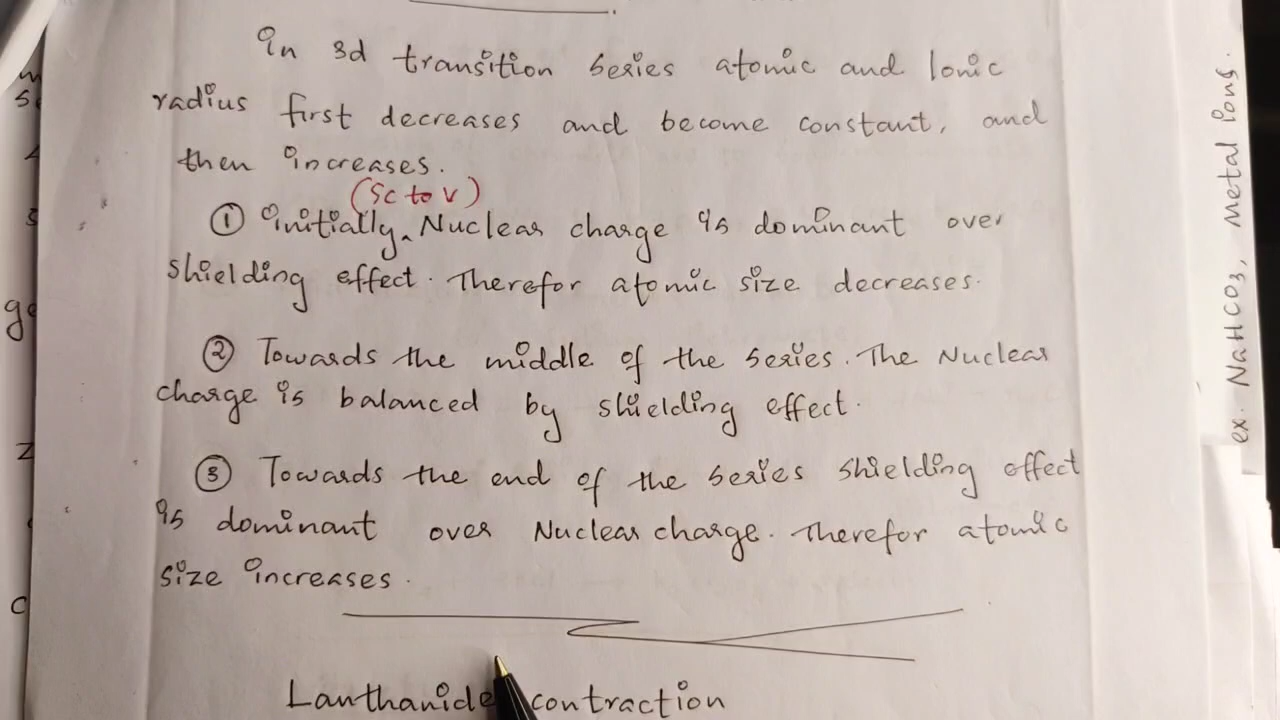 In 3d transition series atomic and Ionic
radius first decreases and become constant, and
then increases.
(Sc to V)
① Initially ‸ Nuclear charge is dominant over
shielding effect. Therefor atomic size decreases.
② Towards the middle of the series. The Nuclear
charge is balanced by shielding effect.
③ Towards the end of the series shielding effect
is dominant over Nuclear charge. Therefor atomic
size increases.
Lanthanide contraction
ex. NaHCO3, Metal Ions.